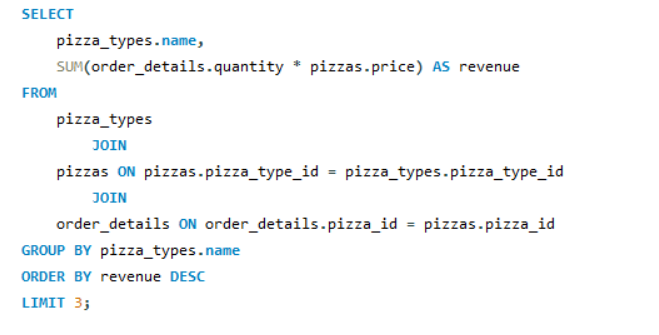 SELECT
    pizza_types.name,
    SUM(order_details.quantity * pizzas.price) AS revenue
FROM
    pizza_types
        JOIN
    pizzas ON pizzas.pizza_type_id = pizza_types.pizza_type_id
        JOIN
    order_details ON order_details.pizza_id = pizzas.pizza_id
GROUP BY pizza_types.name
ORDER BY revenue DESC
LIMIT 3;